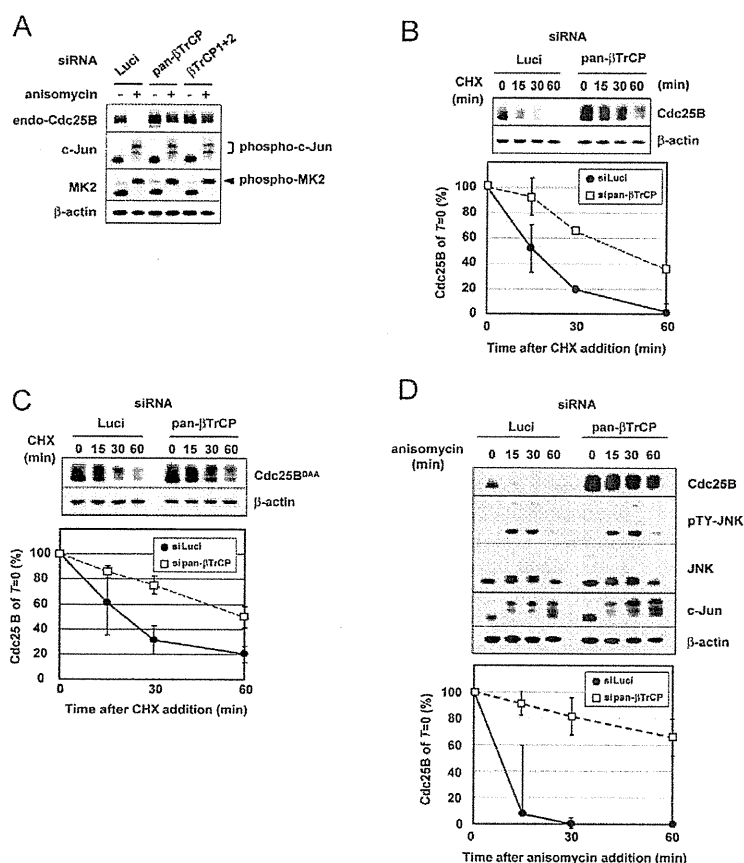 A
siRNA
Luci
pan-βTrCP
βTrCP1+2
anisomycin - + - + - +
endo-Cdc25B
c-Jun
phospho-c-Jun
MK2
phospho-MK2
β-actin
B
siRNA
Luci pan-βTrCP
CHX (min) 0 15 30 60 0 15 30 60 (min)
Cdc25B
β-actin
siLuci
sipan-βTrCP
Cdc25B of T=0 (%)
100
80
60
40
20
0
0 30 60
Time after CHX addition (min)
C
siRNA
Luci pan-βTrCP
CHX (min) 0 15 30 60 0 15 30 60
Cdc25BDAA
β-actin
siLuci
sipan-βTrCP
Cdc25 B of T=0 (%)
100
80
60
40
20
0
0 30 60
Time after CHX addition (min)
D
siRNA
Luci pan-βTrCP
anisomycin (min) 0 15 30 60 0 15 30 60
Cdc25B
pTY-JNK
JNK
c-Jun
β-actin
siLuci
sipan-βTrCP
Cdc25B of T=0 (%)
100
80
60
40
20
0
0 30 60
Time after anisomycin addition (min)